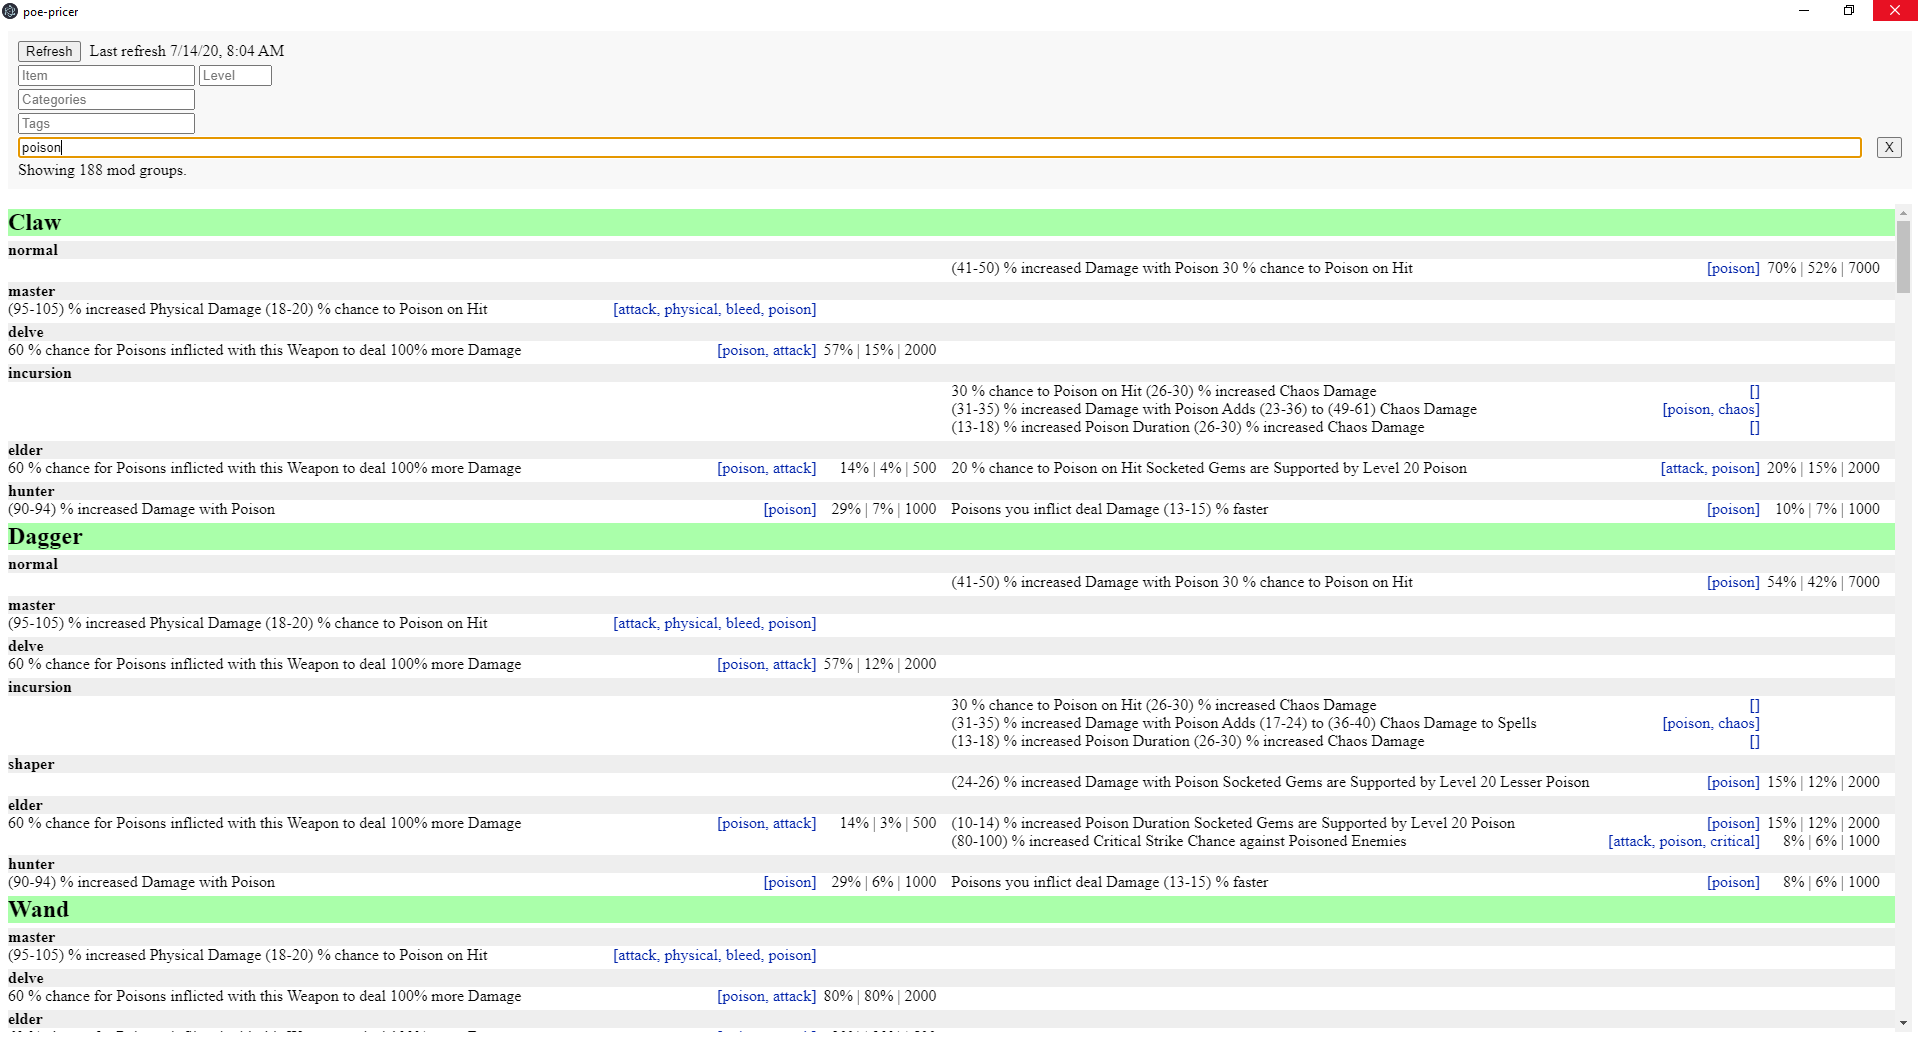 poe-pricer
Refresh Last refresh 7/14/20, 8:04 AM
Item Level
Categories
Tags
poison X
Showing 188 mod groups.
Claw
normal
(41-50) % increased Damage with Poison 30 % chance to Poison on Hit [poison] 70% | 52% | 7000
master
(95-105) % increased Physical Damage (18-20) % chance to Poison on Hit [attack, physical, bleed, poison]
delve
60 % chance for Poisons inflicted with this Weapon to deal 100% more Damage [poison, attack] 57% | 15% | 2000
incursion
30 % chance to Poison on Hit (26-30) % increased Chaos Damage []
(31-35) % increased Damage with Poison Adds (23-36) to (49-61) Chaos Damage [poison, chaos]
(13-18) % increased Poison Duration (26-30) % increased Chaos Damage []
elder
60 % chance for Poisons inflicted with this Weapon to deal 100% more Damage [poison, attack] 14% | 4% | 500 20 % chance to Poison on Hit Socketed Gems are Supported by Level 20 Poison [attack, poison] 20% | 15% | 2000
hunter
(90-94) % increased Damage with Poison [poison] 29% | 7% | 1000 Poisons you inflict deal Damage (13-15) % faster [poison] 10% | 7% | 1000
Dagger
normal
(41-50) % increased Damage with Poison 30 % chance to Poison on Hit [poison] 54% | 42% | 7000
master
(95-105) % increased Physical Damage (18-20) % chance to Poison on Hit [attack, physical, bleed, poison]
delve
60 % chance for Poisons inflicted with this Weapon to deal 100% more Damage [poison, attack] 57% | 12% | 2000
incursion
30 % chance to Poison on Hit (26-30) % increased Chaos Damage []
(31-35) % increased Damage with Poison Adds (17-24) to (36-40) Chaos Damage to Spells [poison, chaos]
(13-18) % increased Poison Duration (26-30) % increased Chaos Damage []
shaper
(24-26) % increased Damage with Poison Socketed Gems are Supported by Level 20 Lesser Poison [poison] 15% | 12% | 2000
elder
60 % chance for Poisons inflicted with this Weapon to deal 100% more Damage [poison, attack] 14% | 3% | 500 (10-14) % increased Poison Duration Socketed Gems are Supported by Level 20 Poison [poison] 15% | 12% | 2000
(80-100) % increased Critical Strike Chance against Poisoned Enemies [attack, poison, critical] 8% | 6% | 1000
hunter
(90-94) % increased Damage with Poison [poison] 29% | 6% | 1000 Poisons you inflict deal Damage (13-15) % faster [poison] 8% | 6% | 1000
Wand
master
(95-105) % increased Physical Damage (18-20) % chance to Poison on Hit [attack, physical, bleed, poison]
delve
60 % chance for Poisons inflicted with this Weapon to deal 100% more Damage [poison, attack] 80% | 80% | 2000
elder